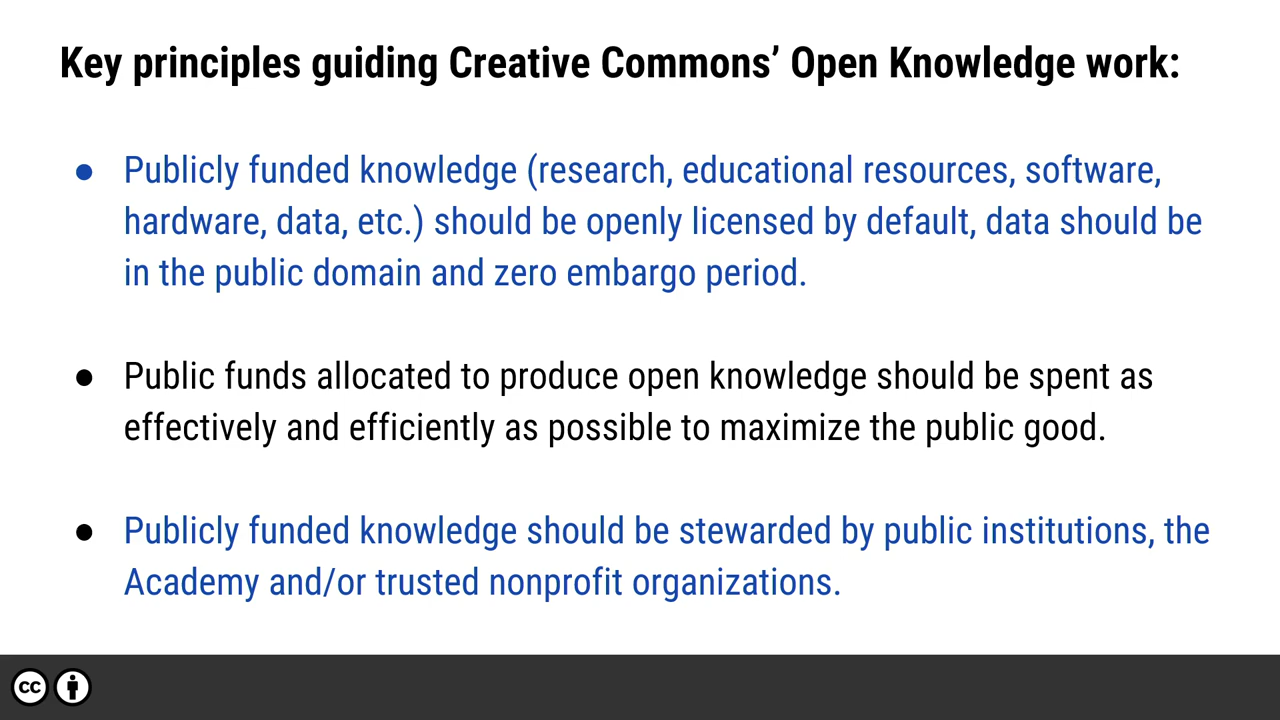 Key principles guiding Creative Commons’ Open Knowledge work:
● Publicly funded knowledge (research, educational resources, software,
hardware, data, etc.) should be openly licensed by default, data should be
in the public domain and zero embargo period.
● Public funds allocated to produce open knowledge should be spent as
effectively and efficiently as possible to maximize the public good.
● Publicly funded knowledge should be stewarded by public institutions, the
Academy and/or trusted nonprofit organizations.
cc